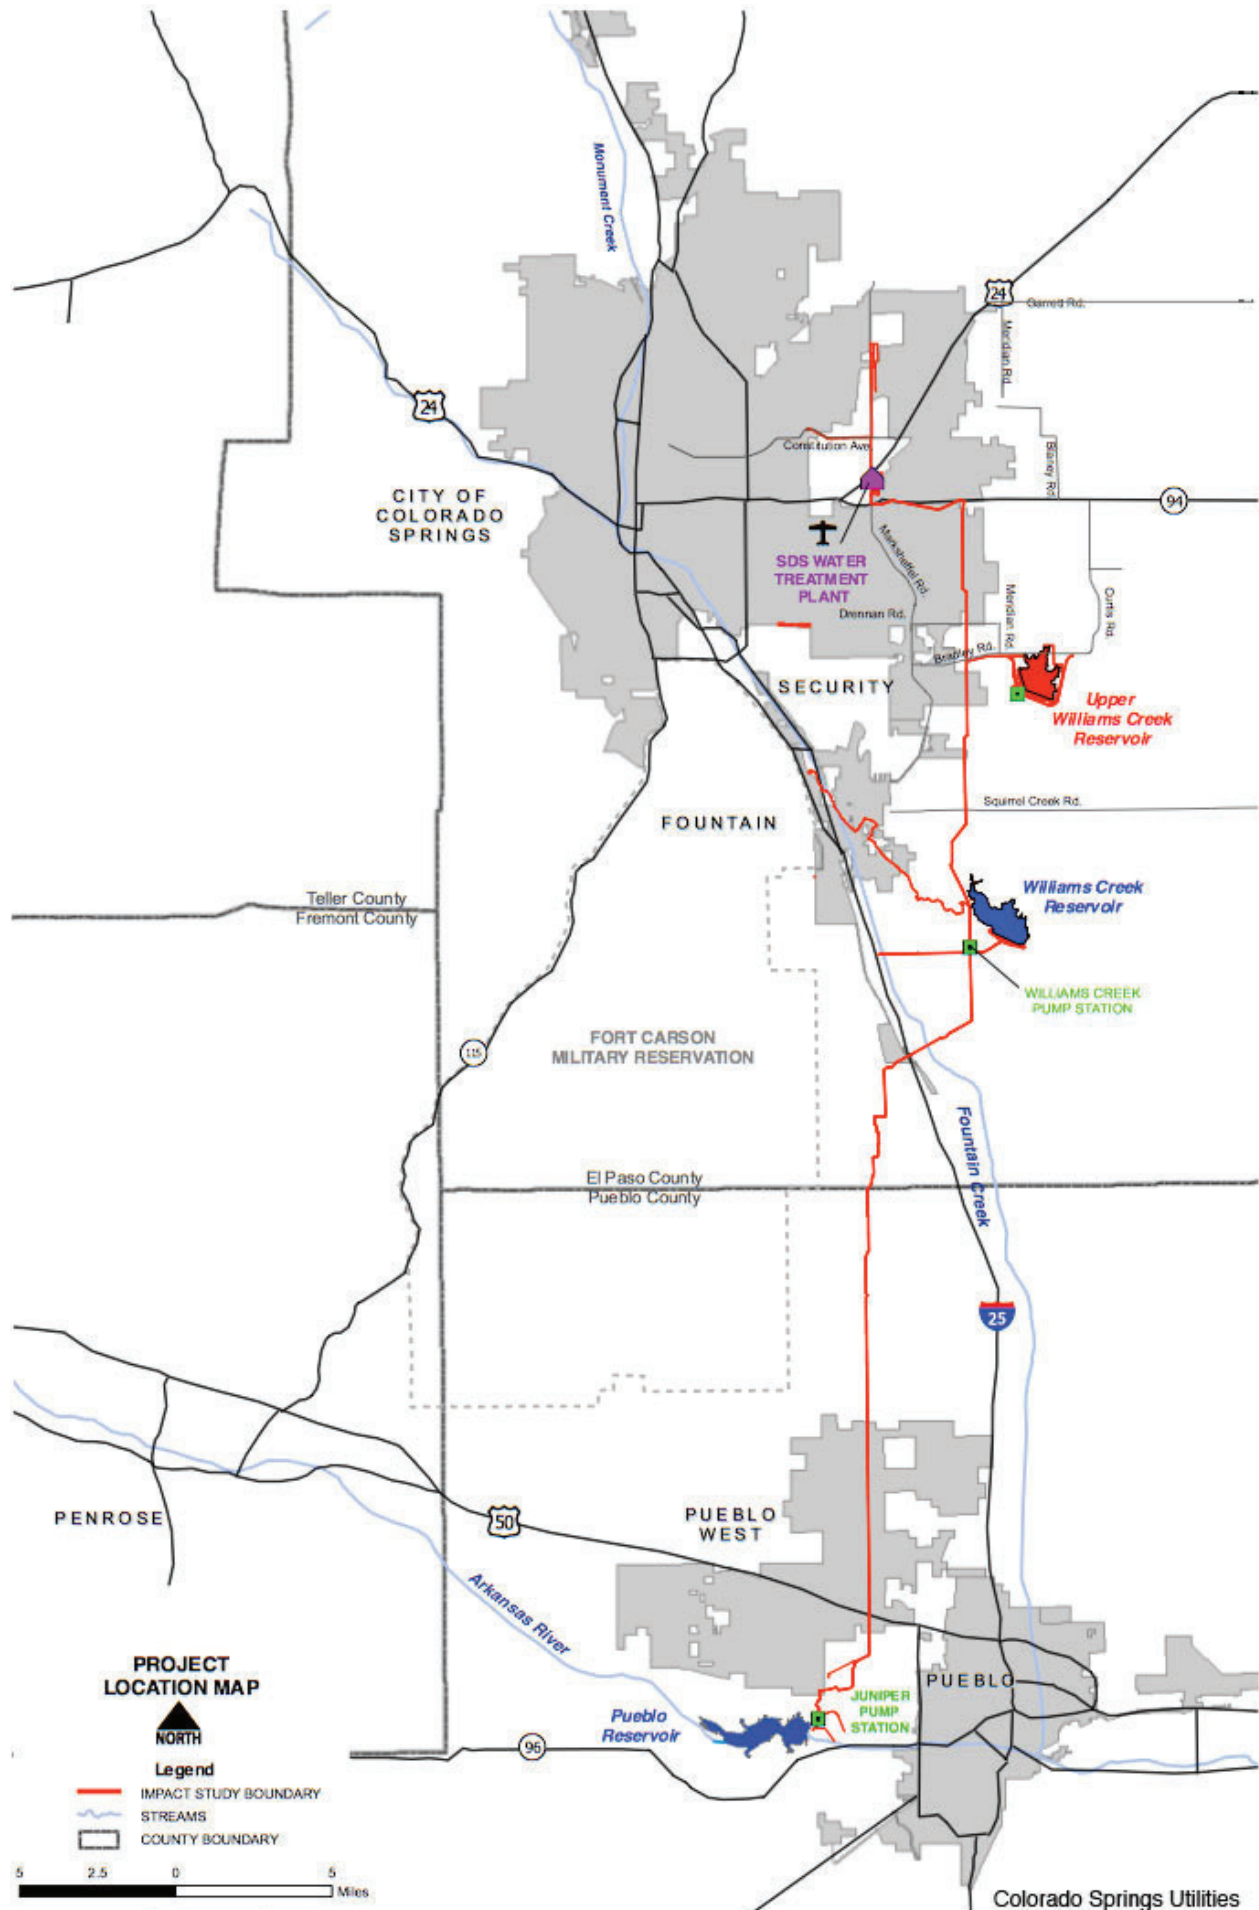 Monument Creek
24
Garrett Rd.
Meridian Rd.
24
Constitution Ave.
Blaney Rd.
CITY OF
COLORADO
SPRINGS
94
SDS WATER
TREATMENT
PLANT
Marksheffel Rd.
Drennan Rd.
Meridian Rd.
Curtis Rd.
Bradley Rd.
SECURITY
Upper
Williams Creek
Reservoir
Squirrel Creek Rd.
FOUNTAIN
Teller County
Fremont County
Williams Creek
Reservoir
WILLIAMS CREEK
PUMP STATION
FORT CARSON
MILITARY RESERVATION
115
Fountain Creek
El Paso County
Pueblo County
25
PENROSE
50
PUEBLO
WEST
Arkansas River
PROJECT
LOCATION MAP
NORTH
Pueblo
Reservoir
JUNIPER
PUMP
STATION
PUEBLO
96
Legend
IMPACT STUDY BOUNDARY
STREAMS
COUNTY BOUNDARY
5 2.5 0 5
Miles
Colorado Springs Utilities